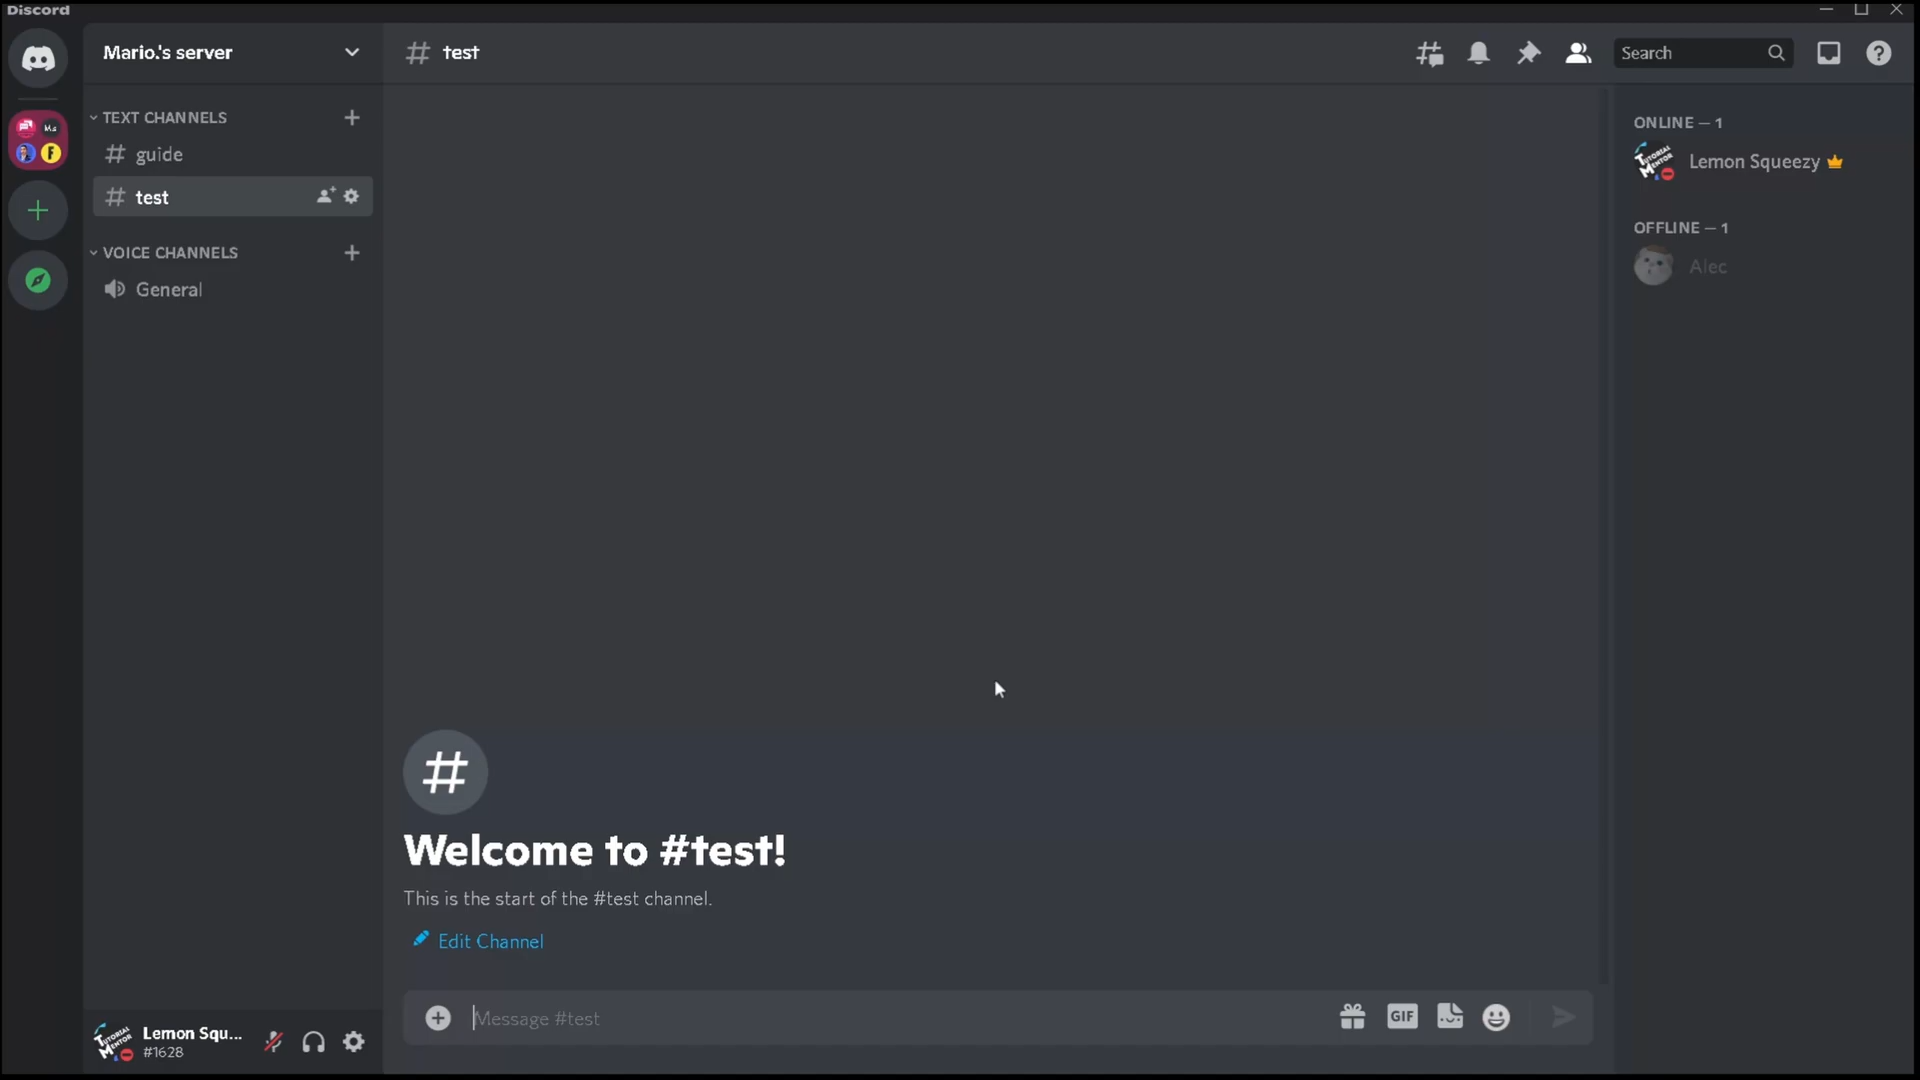 Discord
Mario.'s server
TEXT CHANNELS
# guide
# test
VOICE CHANNELS
General
Lemon Squ...
#1628
# test
Search
Welcome to #test!
This is the start of the #test channel.
Edit Channel
Message #test
GIF
ONLINE — 1
Lemon Squeezy
OFFLINE — 1
Alec